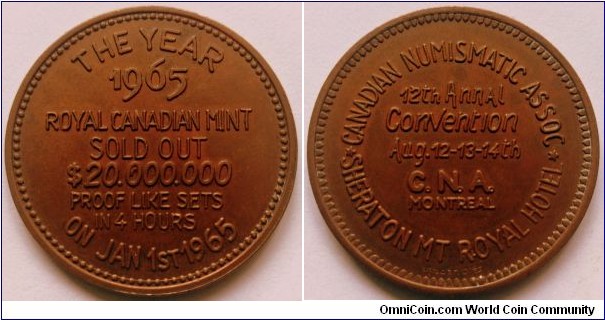 THE YEAR
1965
ROYAL CANADIAN MINT
SOLD OUT
$20.000.000
PROOF LIKE SETS
IN 4 HOURS
ON JAN 1ST 1965
CANADIAN NUMISMATIC ASSOC.
12th AnnAl
Convention
Aug. 12-13-14th
C. N. A.
MONTREAL
* SHERATON MT ROYAL HOTEL *
OmniCoin.com World Coin Community